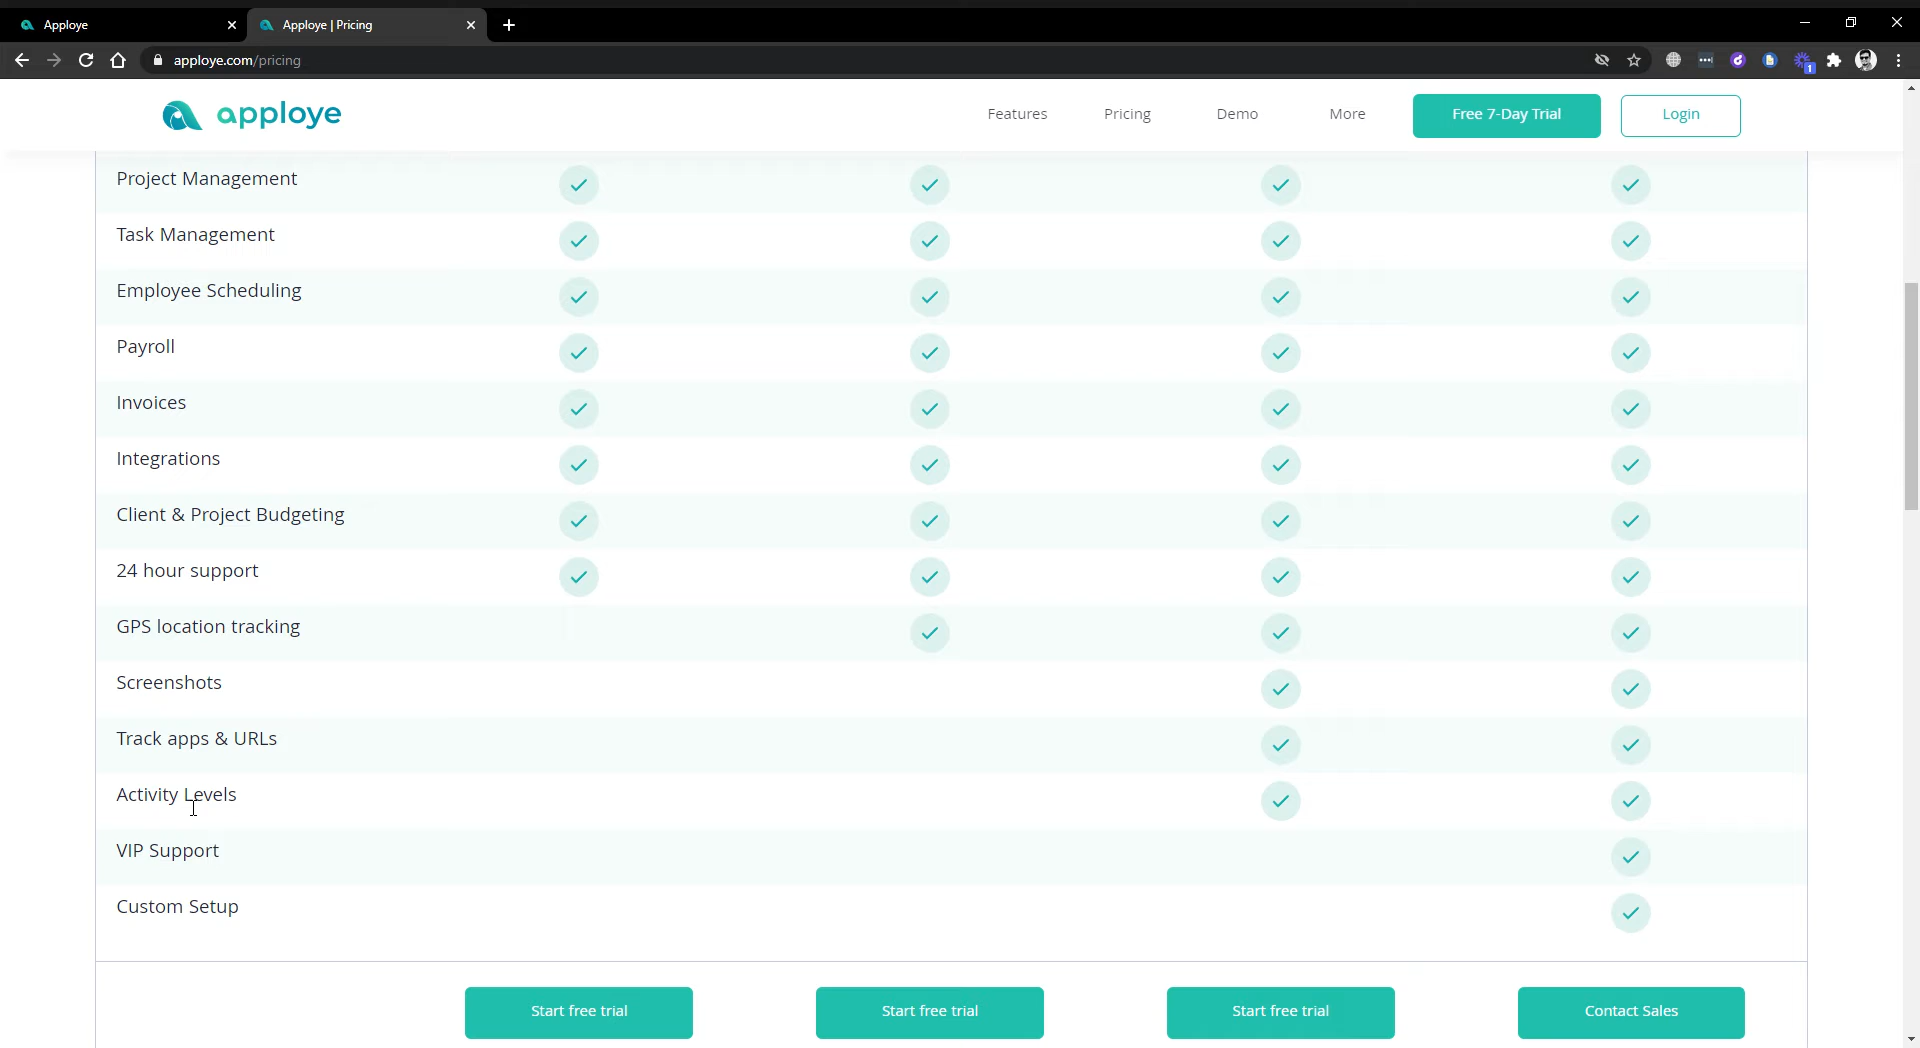 Apploye
Apploye | Pricing
apploye.com/pricing
1
apploye
Features
Pricing
Demo
More
Free 7-Day Trial
Login
Project Management
Task Management
Employee Scheduling
Payroll
Invoices
Integrations
Client & Project Budgeting
24 hour support
GPS location tracking
Screenshots
Track apps & URLs
Activity Levels
VIP Support
Custom Setup
Start free trial
Start free trial
Start free trial
Contact Sales